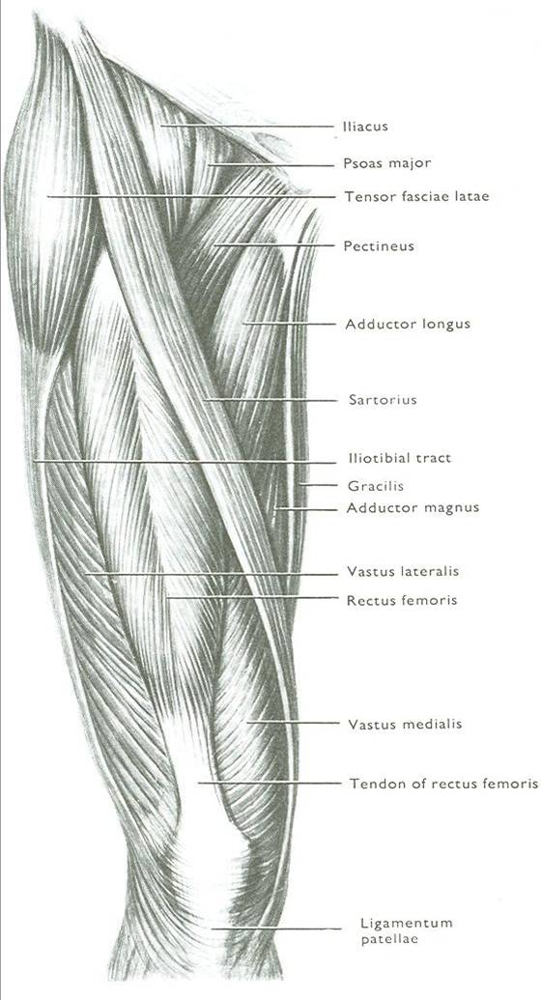 Iliacus
Psoas major
Tensor fasciae latae
Pectineus
Adductor longus
Sartorius
Iliotibial tract
Gracilis
Adductor magnus
Vastus lateralis
Rectus femoris
Vastus medialis
Tendon of rectus femoris
Ligamentum
patellae